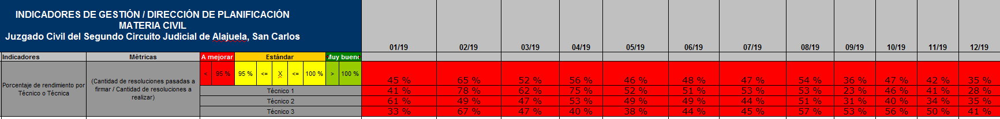 INDICADORES DE GESTIÓN / DIRECCIÓN DE PLANIFICACIÓN
MATERIA CIVIL
Juzgado Civil del Segundo Circuito Judicial de Alajuela, San Carlos
01/19 02/19 03/19 04/19 05/19 06/19 07/19 08/19 09/19 10/19 11/19 12/19
Indicadores Métricas A mejorar Estándar Muy bueno
Porcentaje de rendimiento por
Técnico o Técnica
(Cantidad de resoluciones pasadas a
firmar / Cantidad de resoluciones a
realizar)
< 95 % 95 % <= X <= 100 % > 100 %
45 % 65 % 52 % 56 % 46 % 48 % 47 % 54 % 36 % 47 % 42 % 35 %
Técnico 1 41 % 78 % 62 % 75 % 52 % 51 % 53 % 53 % 23 % 46 % 41 % 28 %
Técnico 2 61 % 49 % 47 % 53 % 49 % 49 % 44 % 51 % 31 % 40 % 34 % 35 %
Técnico 3 33 % 67 % 47 % 40 % 38 % 44 % 45 % 57 % 53 % 56 % 50 % 41 %